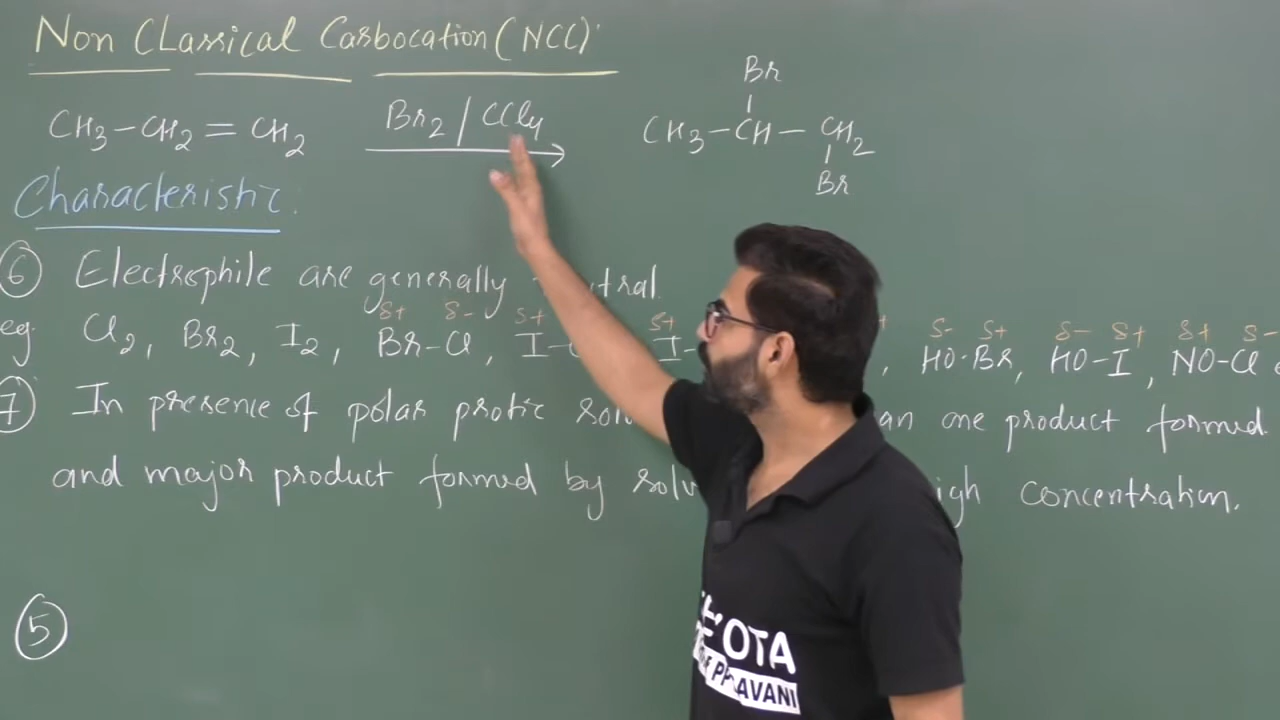 Non Classical Carbocation (NCC)
CH3–CH2=CH2 Br2 / CCl4 → CH3–CH–CH2
Br
Br
Characteristic:
⑥ Electrophile are generally
eg Cl2, Br2, I2, Br–Cl, I– I– , HO-Br, HO–I, NO–Cl
δ+ δ- δ+ δ+ δ- δ+ δ- δ+ δ+ δ-
⑦ In presence of polar protic one product formed
and major product formed by concentration.
⑤
OTA